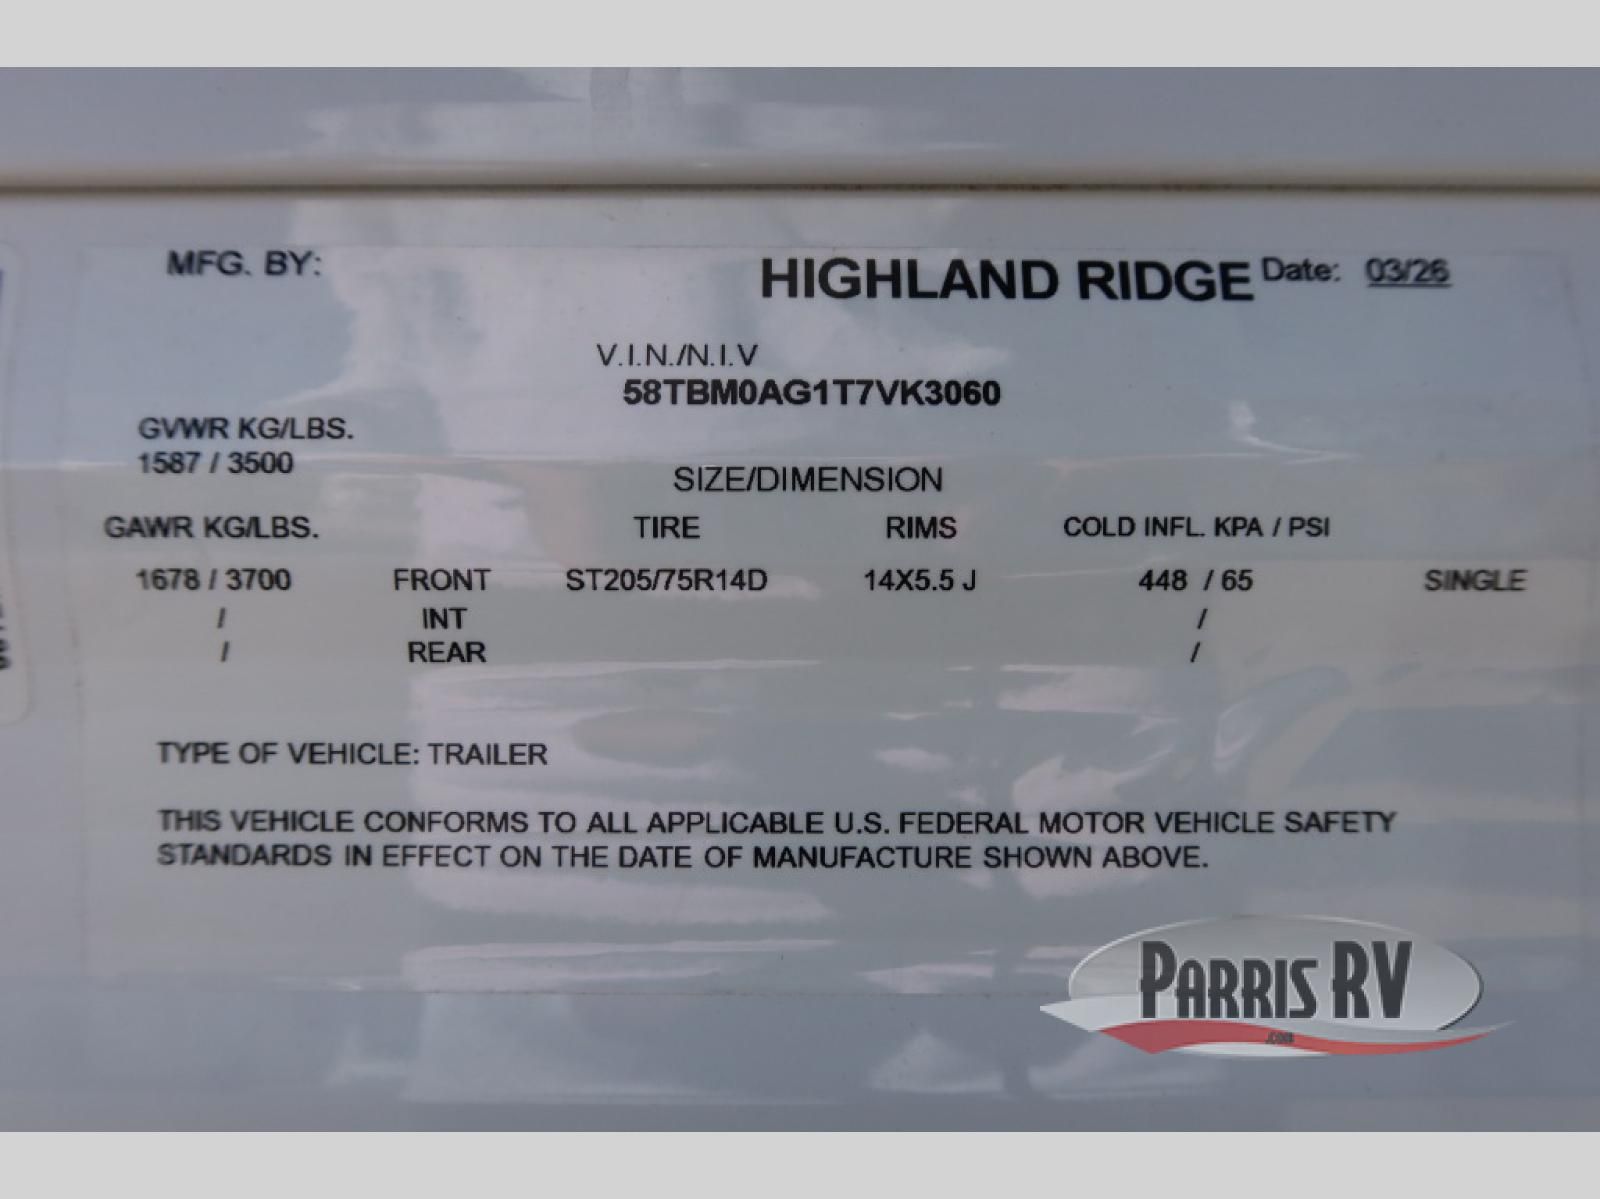 MFG. BY: HIGHLAND RIDGE Date: 03/26
V.I.N./N.I.V
58TBM0AG1T7VK3060
GVWR KG/LBS.
1587 / 3500
SIZE/DIMENSION
GAWR KG/LBS. TIRE RIMS COLD INFL. KPA / PSI
1678 / 3700 FRONT ST205/75R14D 14X5.5 J 448 / 65 SINGLE
/ INT /
/ REAR /
TYPE OF VEHICLE: TRAILER
THIS VEHICLE CONFORMS TO ALL APPLICABLE U.S. FEDERAL MOTOR VEHICLE SAFETY
STANDARDS IN EFFECT ON THE DATE OF MANUFACTURE SHOWN ABOVE.
PARRIS RV
.COM